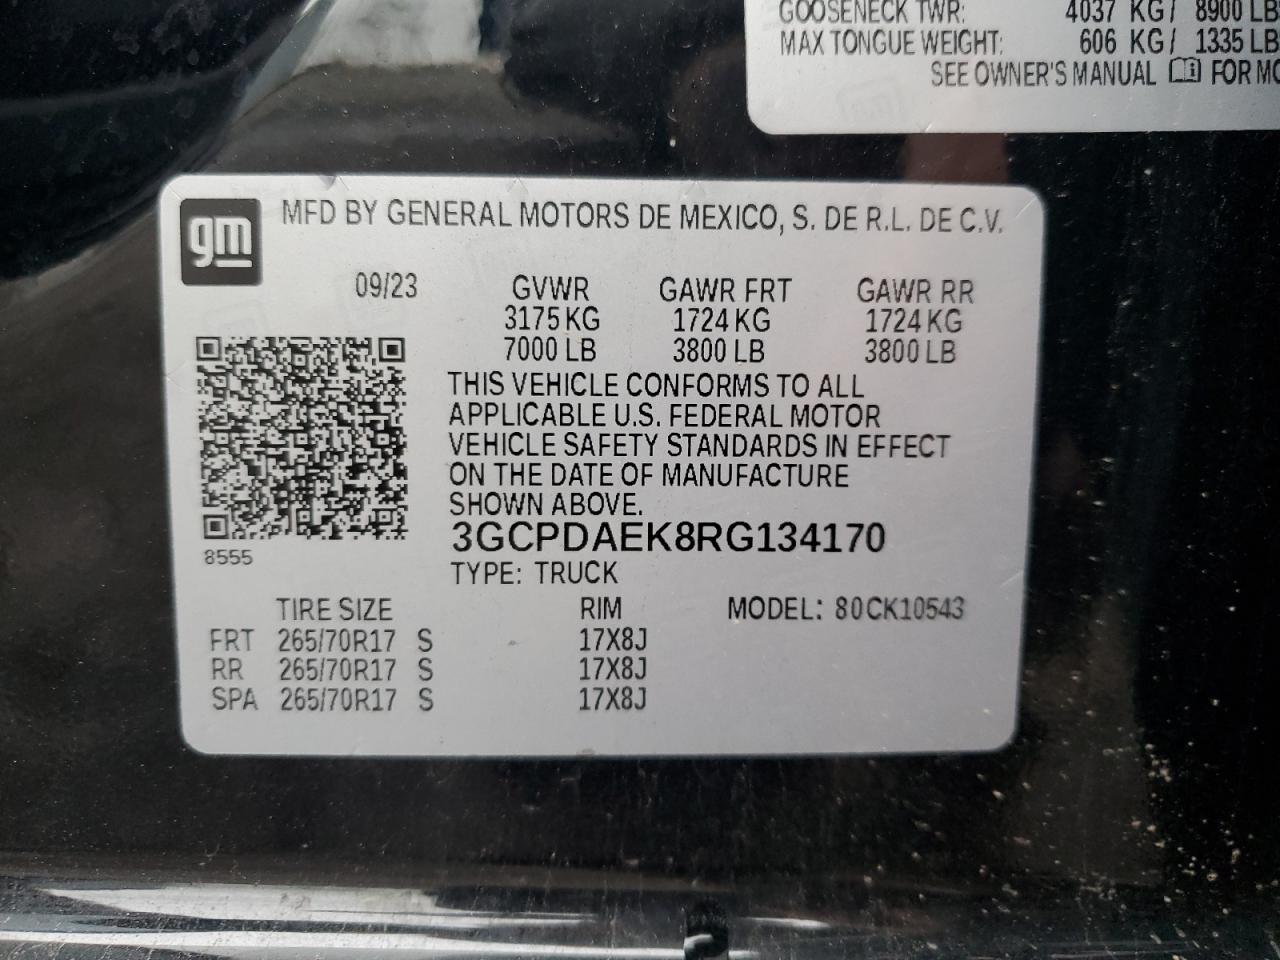 GOOSENECK TWR: 4037 KG/ 8900 LB
MAX TONGUE WEIGHT: 606 KG/ 1335 LB
SEE OWNER'S MANUAL FOR MO
gm
MFD BY GENERAL MOTORS DE MEXICO, S. DE R.L. DE C.V.
09/23 GVWR GAWR FRT GAWR RR
3175 KG 1724 KG 1724 KG
7000 LB 3800 LB 3800 LB
THIS VEHICLE CONFORMS TO ALL
APPLICABLE U.S. FEDERAL MOTOR
VEHICLE SAFETY STANDARDS IN EFFECT
ON THE DATE OF MANUFACTURE
SHOWN ABOVE.
3GCPDAEK8RG134170
8555
TYPE: TRUCK
TIRE SIZE RIM MODEL: 80CK10543
FRT 265/70R17 S 17X8J
RR 265/70R17 S 17X8J
SPA 265/70R17 S 17X8J